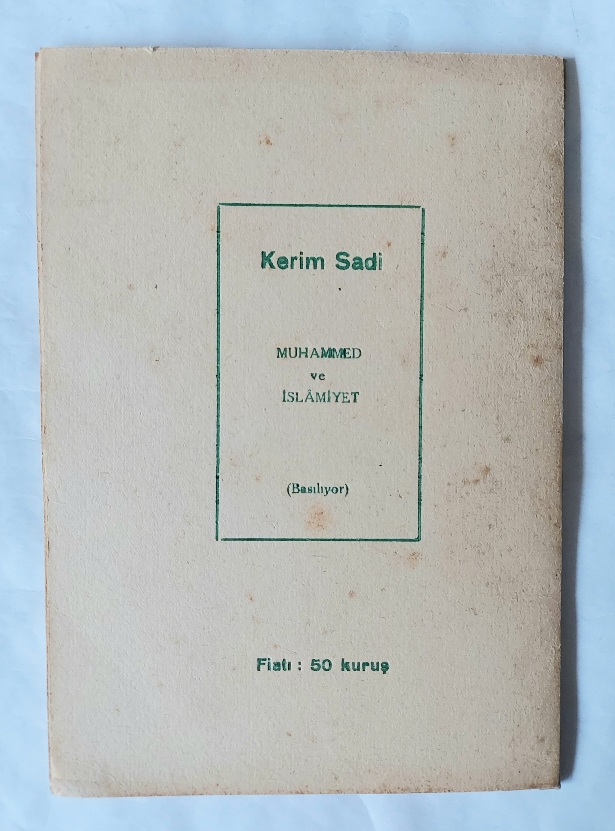 Kerim Sadi
MUHAMMED
ve
İSLÂMİYET
(Basılıyor)
Fiatı : 50 kuruş